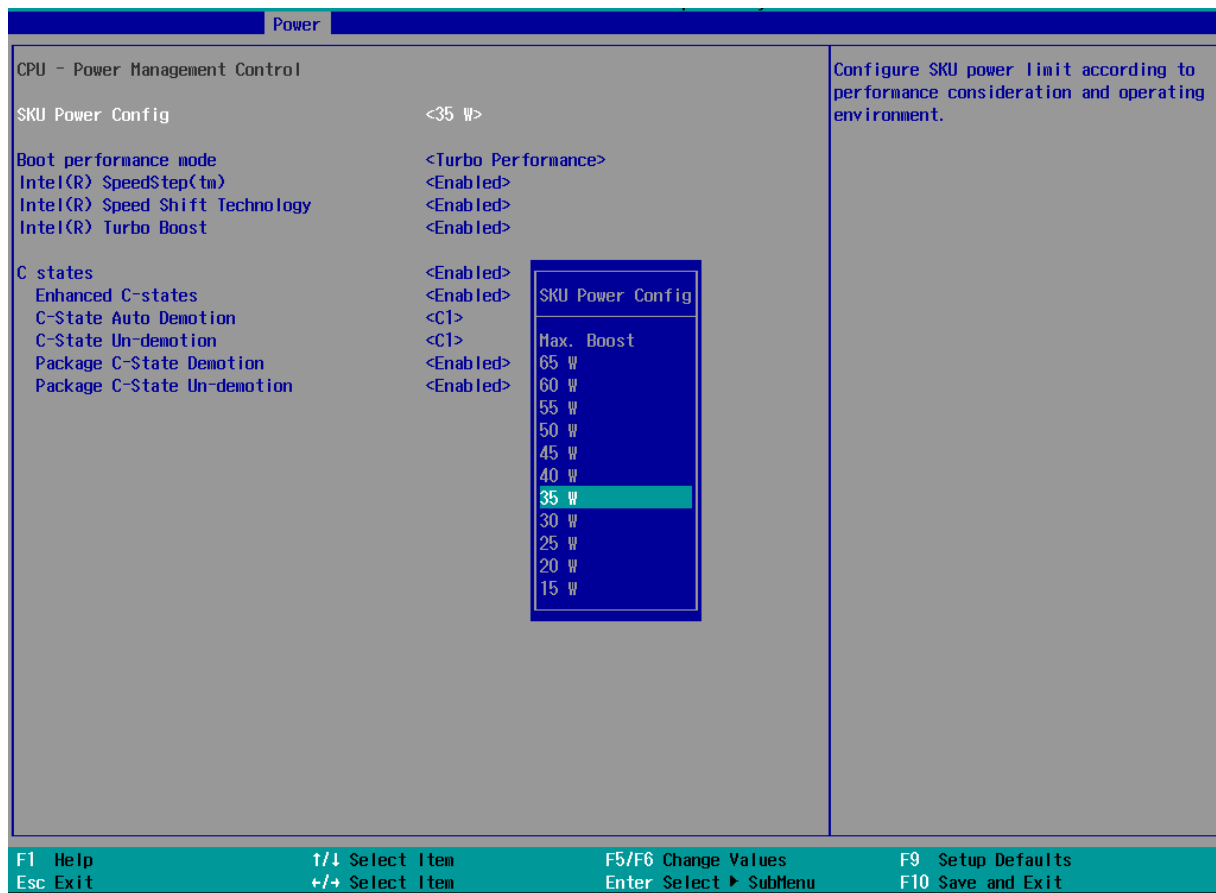 Power
CPU - Power Management Control
SKU Power Config <35 W>
Boot performance mode <Turbo Performance>
Intel(R) SpeedStep(tm) <Enabled>
Intel(R) Speed Shift Technology <Enabled>
Intel(R) Turbo Boost <Enabled>
C states <Enabled>
Enhanced C-states <Enabled>
C-State Auto Demotion <C1>
C-State Un-demotion <C1>
Package C-State Demotion <Enabled>
Package C-State Un-demotion <Enabled>
SKU Power Config
Max. Boost
65 W
60 W
55 W
50 W
45 W
40 W
35 W
30 W
25 W
20 W
15 W
Configure SKU power limit according to
performance consideration and operating
environment.
F1 Help ↑/↓ Select Item F5/F6 Change Values F9 Setup Defaults
Esc Exit ←/→ Select Item Enter Select ▶ SubMenu F10 Save and Exit